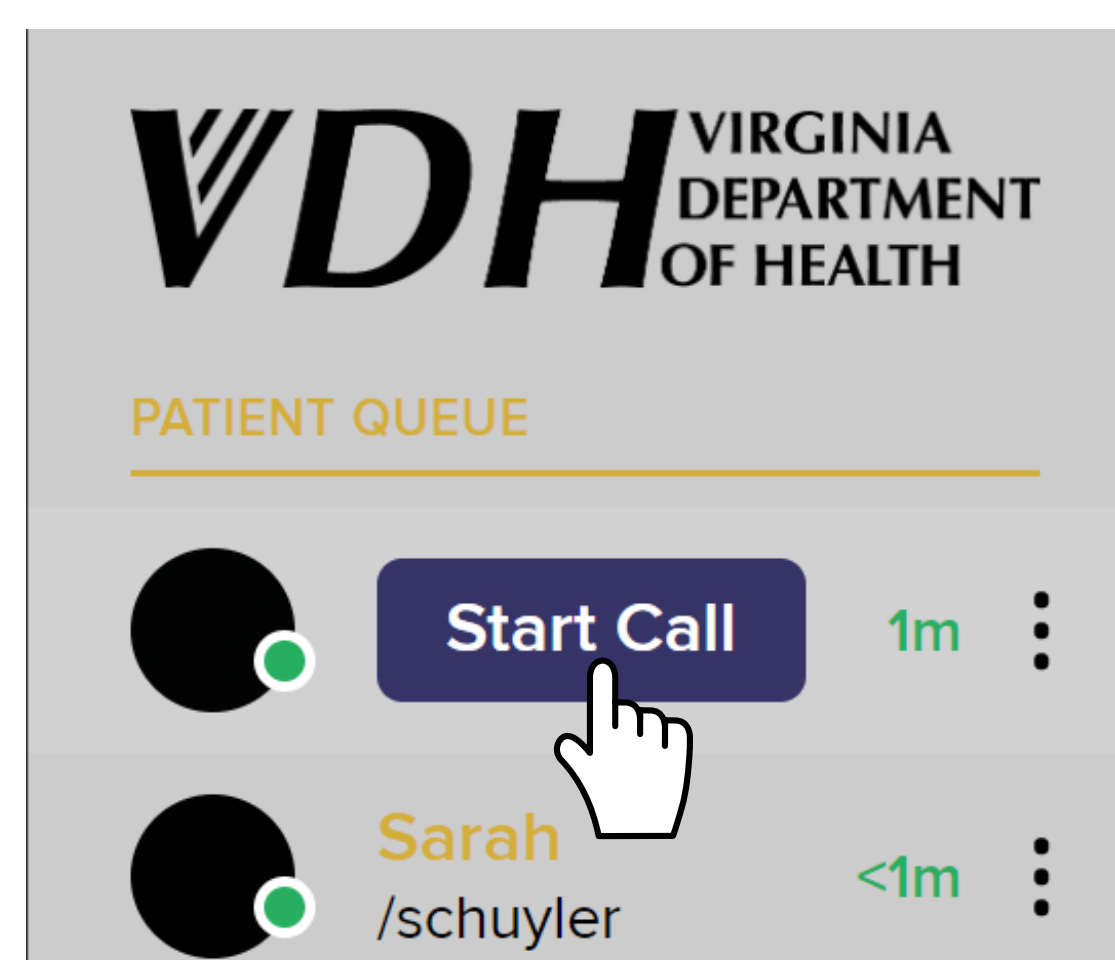 VDH
VIRGINIA
DEPARTMENT
OF HEALTH
PATIENT QUEUE
Start Call
1m
Sarah
<1m
/schuyler